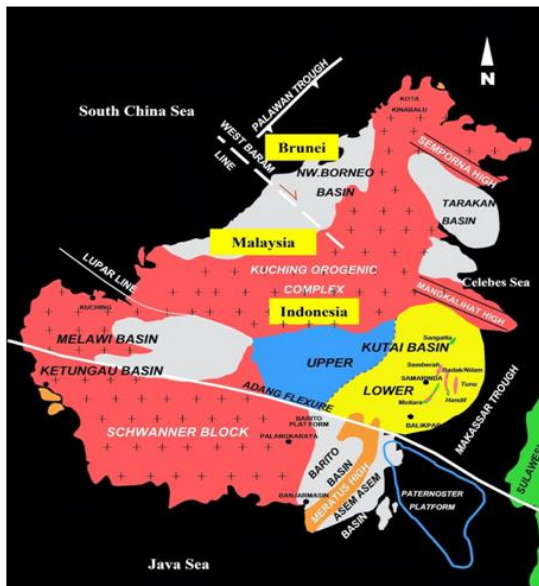 N
KOTA
KINABALU
South China Sea
PALAWAN TROUGH
WEST BARAM
LINE
Brunei
NW.BORNEO
BASIN
SEMPORNA HIGH
TARAKAN
BASIN
Malaysia
KUCHING OROGENIC
COMPLEX
Celebes Sea
MANGKALIHAT HIGH
LUPAR LINE
KUCHING
Indonesia
MELAWI BASIN
KETUNGAU BASIN
UPPER
KUTAI BASIN
LOWER
Sangatta
Semberah
Badak/Nilam
SAMARINDA
Tunu
Mutiara
Handil
BALIKPAPAN
ADANG FLEXURE
MAKASSAR TROUGH
SCHWANNER BLOCK
BARITO
PLATFORM
PALANGKARAYA
BARITO
BASIN
MERATUS HIGH
ASEM ASEM
BASIN
BANJARMASIN
PATERNOSTER
PLATFORM
SULAWESI
Java Sea